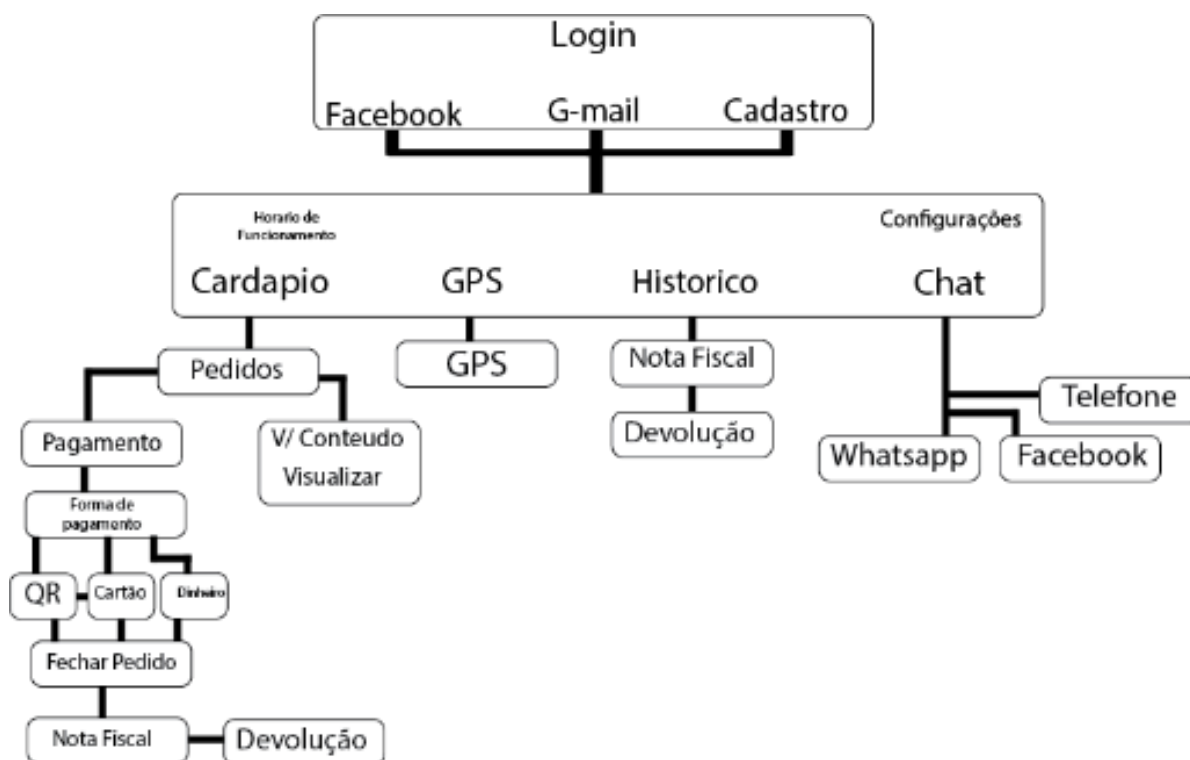 Login
Facebook
G-mail
Cadastro
Horario de
Funcionamento
Configurações
Cardapio
GPS
Historico
Chat
Pedidos
GPS
Nota Fiscal
Telefone
Pagamento
V/ Conteudo
Visualizar
Devolução
Whatsapp
Facebook
Forma de
pagamento
QR
Cartão
Dinheiro
Fechar Pedido
Nota Fiscal
Devolução